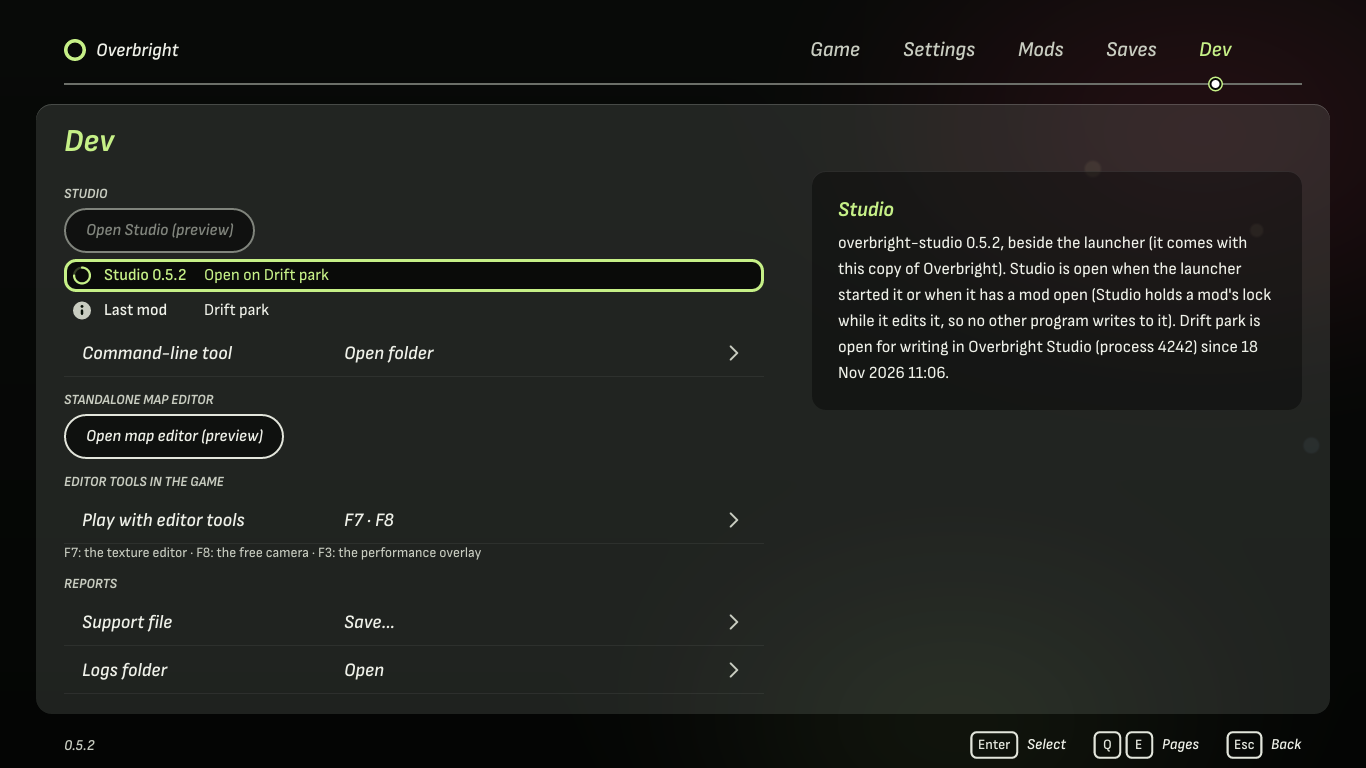 Overbright
Game Settings Mods Saves Dev
Dev
STUDIO
Open Studio (preview)
Studio 0.5.2 Open on Drift park
Last mod Drift park
Command-line tool Open folder
STANDALONE MAP EDITOR
Open map editor (preview)
EDITOR TOOLS IN THE GAME
Play with editor tools F7 · F8
F7: the texture editor · F8: the free camera · F3: the performance overlay
REPORTS
Support file Save...
Logs folder Open
Studio
overbright-studio 0.5.2, beside the launcher (it comes with
this copy of Overbright). Studio is open when the launcher
started it or when it has a mod open (Studio holds a mod's lock
while it edits it, so no other program writes to it). Drift park is
open for writing in Overbright Studio (process 4242) since 18
Nov 2026 11:06.
0.5.2
Enter Select Q E Pages Esc Back